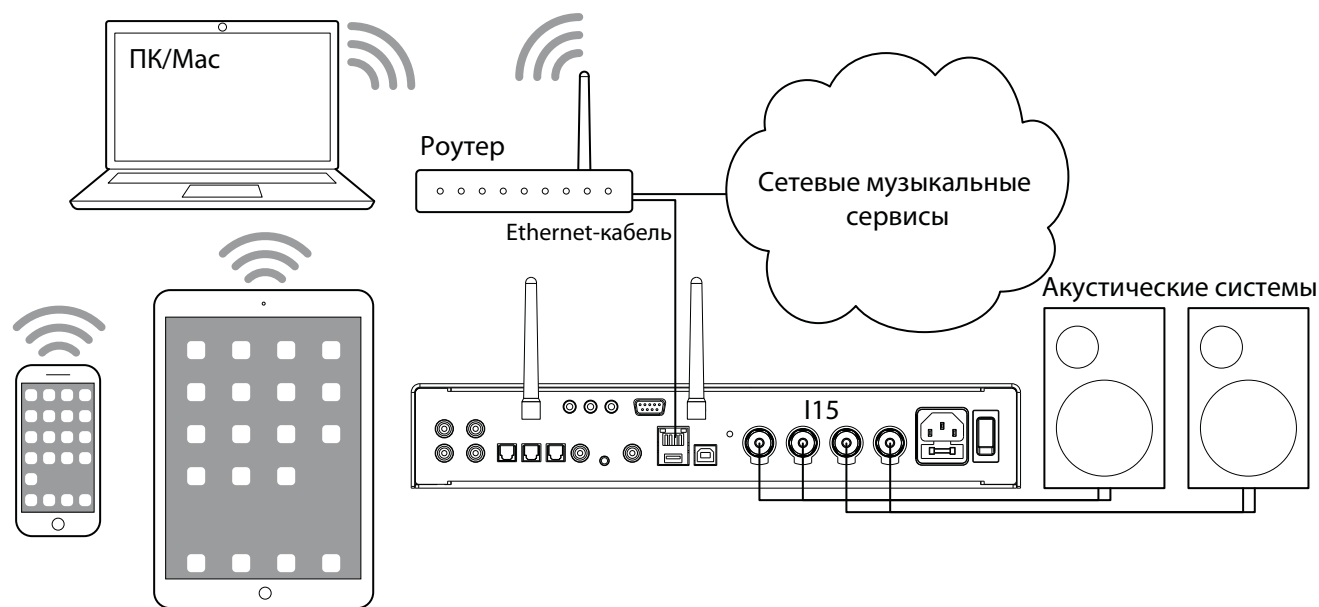 ПК/Mac
Роутер
Ethernet-кабель
Сетевые музыкальные
сервисы
Акустические системы
I15